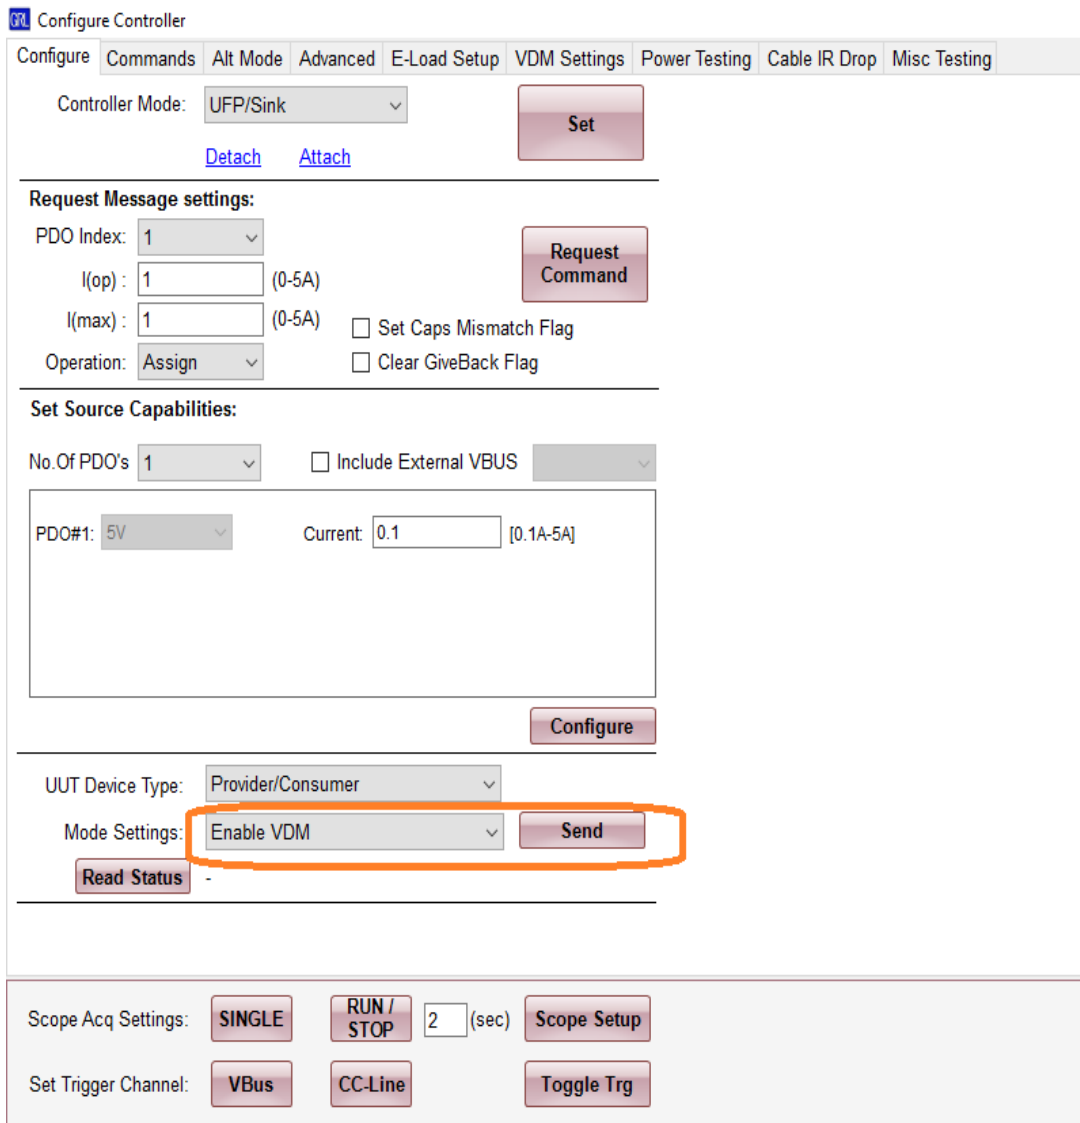 GRL Configure Controller
Configure Commands Alt Mode Advanced E-Load Setup VDM Settings Power Testing Cable IR Drop Misc Testing
Controller Mode: UFP/Sink Set
Detach Attach
Request Message settings:
PDO Index: 1
Request Command
I(op) : 1 (0-5A)
I(max) : 1 (0-5A)
Set Caps Mismatch Flag
Operation: Assign Clear GiveBack Flag
Set Source Capabilities:
No.Of PDO's 1 Include External VBUS
PDO#1: 5V Current: 0.1 [0.1A-5A]
Configure
UUT Device Type: Provider/Consumer
Mode Settings: Enable VDM Send
Read Status -
Scope Acq Settings: SINGLE RUN / STOP 2 (sec) Scope Setup
Set Trigger Channel: VBus CC-Line Toggle Trg